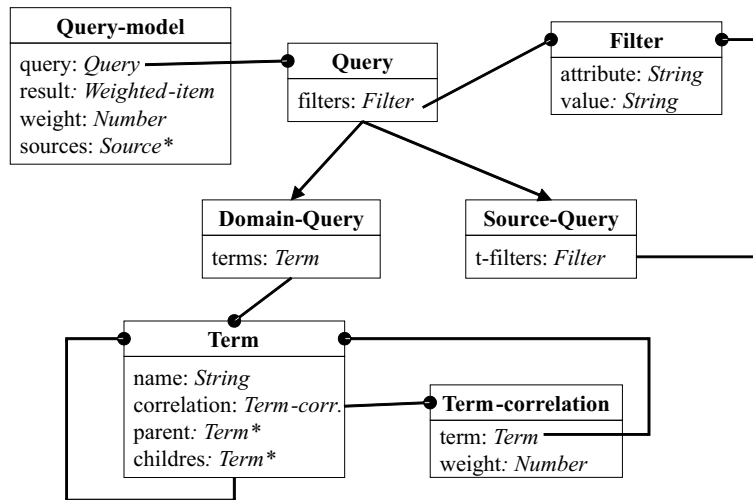 Query-model
query: Query
result: Weighted-item
weight: Number
sources: Source*
Query
filters: Filter
Filter
attribute: String
value: String
Domain-Query
terms: Term
Source-Query
t-filters: Filter
Term
name: String
correlation: Term-corr.
parent: Term*
childres: Term*
Term-correlation
term: Term
weight: Number